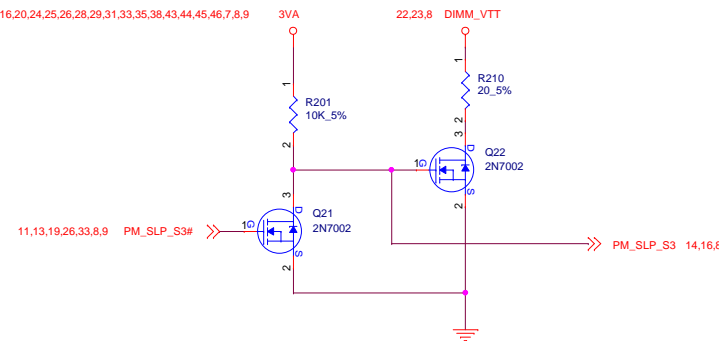 16,20,24,25,26,28,29,31,33,35,38,43,44,45,46,7,8,9 3VA
22,23,8 DIMM_VTT
1
R201
10K_5%
2
1
R210
20_5%
2
3
D
Q22
2N7002
1
G
S
2
3
D
Q21
2N7002
11,13,19,26,33,8,9 PM_SLP_S3#
1
G
S
2
PM_SLP_S3 14,16,8